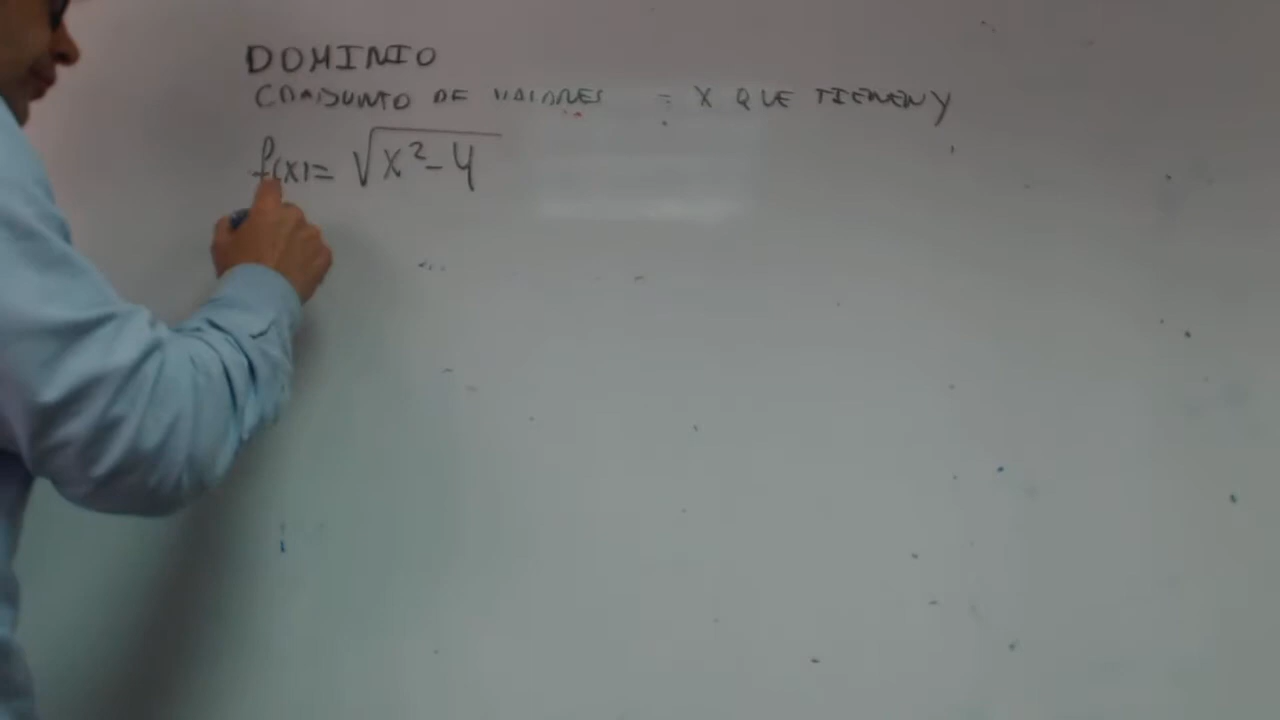 DOMINIO
CONJUNTO DE VALORES = X QUE TIENEN Y
f(x) = √x²-4